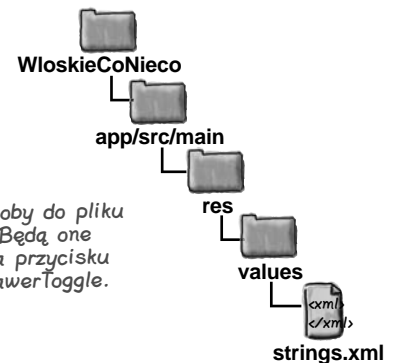 WloskieCoNieco
app/src/main
oby do pliku
Będą one
przycisku
awerToggle.
res
values
<xml>
</xml>
strings.xml